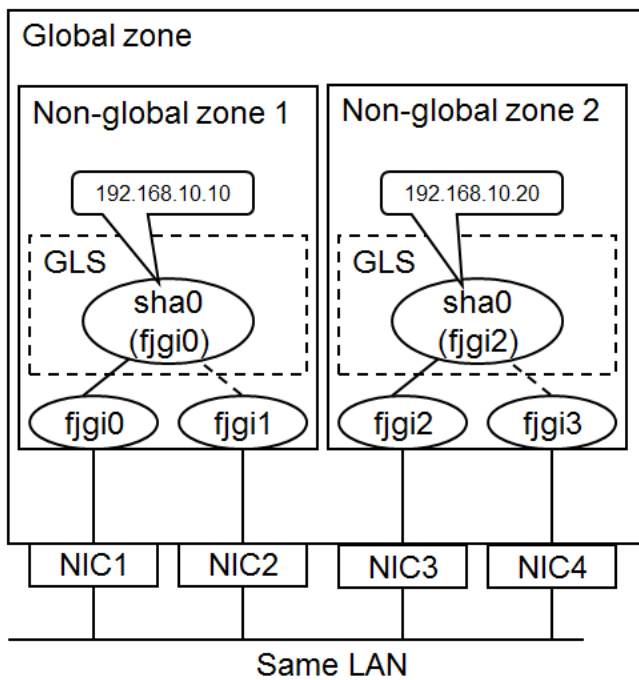 Global zone
Non-global zone 1
Non-global zone 2
192.168.10.10
192.168.10.20
GLS
GLS
sha0
(fjgi0)
sha0
(fjgi2)
fjgi0
fjgi1
fjgi2
fjgi3
NIC1
NIC2
NIC3
NIC4
Same LAN